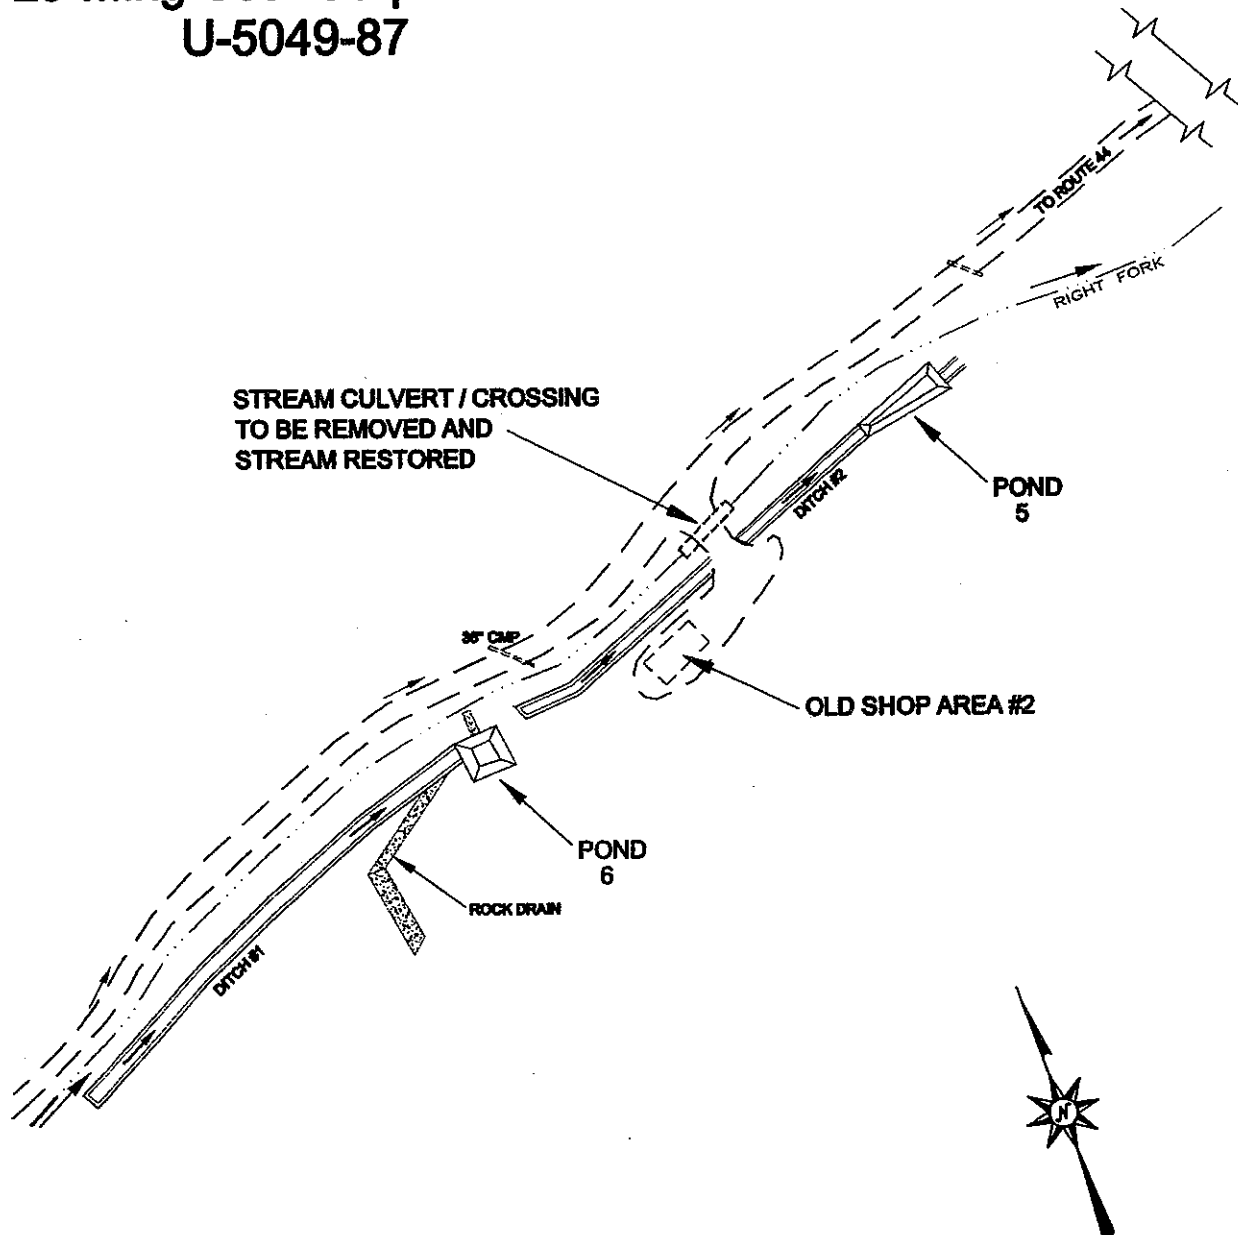 U-5049-87
TO ROUTE 44
RIGHT FORK
STREAM CULVERT / CROSSING
TO BE REMOVED AND
STREAM RESTORED
DITCH #2
POND
5
36" CMP
OLD SHOP AREA #2
POND
6
ROCK DRAIN
DITCH #1
N